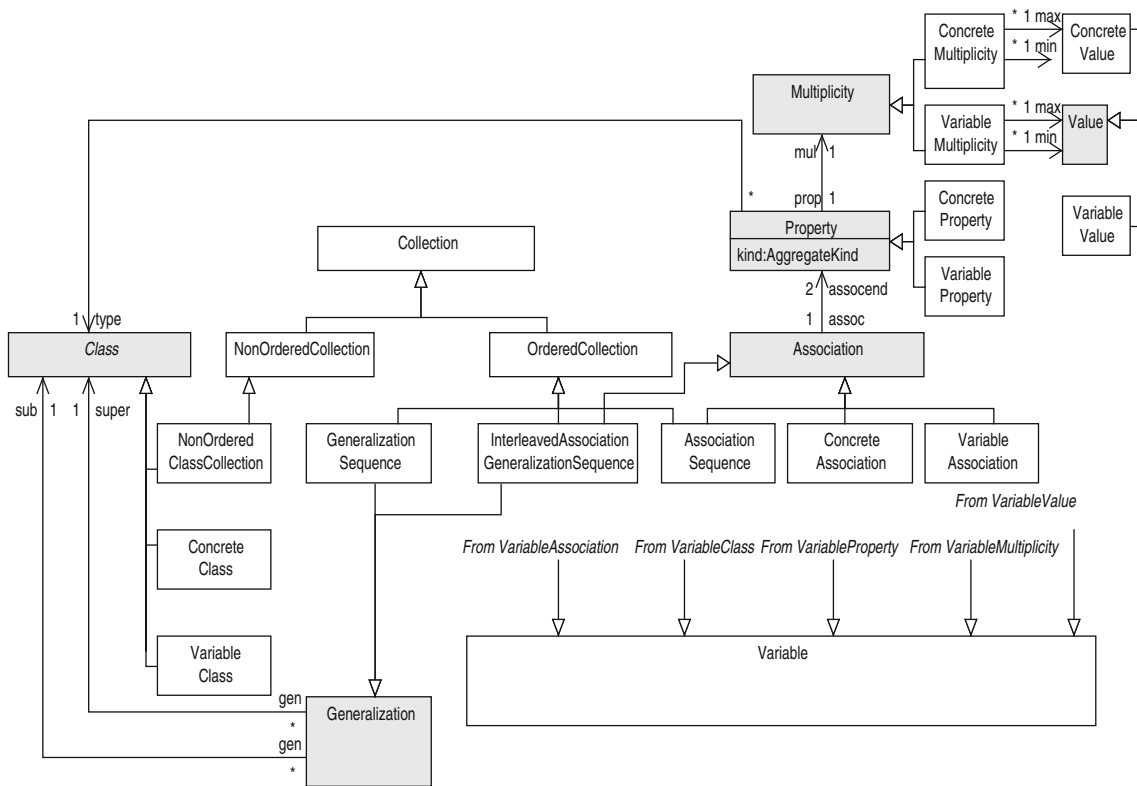 Concrete
Multiplicity
* 1 max
* 1 min
Concrete
Value
Multiplicity
Variable
Multiplicity
* 1 max
* 1 min
Value
mul 1
* prop 1
Property
kind:AggregateKind
Concrete
Property
Variable
Property
Variable
Value
Collection
2 assocend
1 assoc
1 type
Class
NonOrderedCollection
OrderedCollection
Association
sub 1 1 super
NonOrdered
ClassCollection
Generalization
Sequence
InterleavedAssociation
GeneralizationSequence
Association
Sequence
Concrete
Association
Variable
Association
From VariableValue
Concrete
Class
From VariableAssociation
From VariableClass
From VariableProperty
From VariableMultiplicity
Variable
Class
Variable
gen
*
Generalization
gen
*